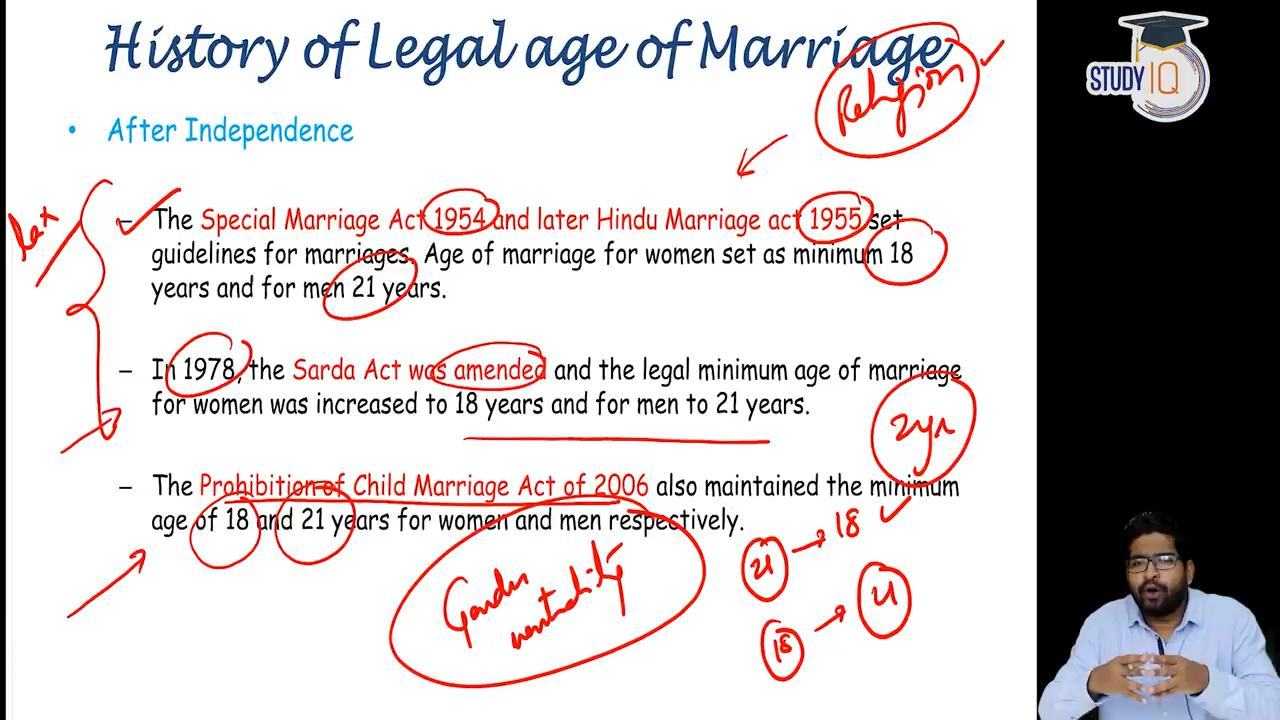 History of Legal age of Marriage
Religion
STUDY IQ
• After Independence
– The Special Marriage Act 1954 and later Hindu Marriage act 1955 set
guidelines for marriages. Age of marriage for women set as minimum 18
years and for men 21 years.
– In 1978, the Sarda Act was amended and the legal minimum age of marriage
for women was increased to 18 years and for men to 21 years.
2yr
– The Prohibition of Child Marriage Act of 2006 also maintained the minimum
age of 18 and 21 years for women and men respectively.
21 → 18
Gender
neutrality
18 → 21